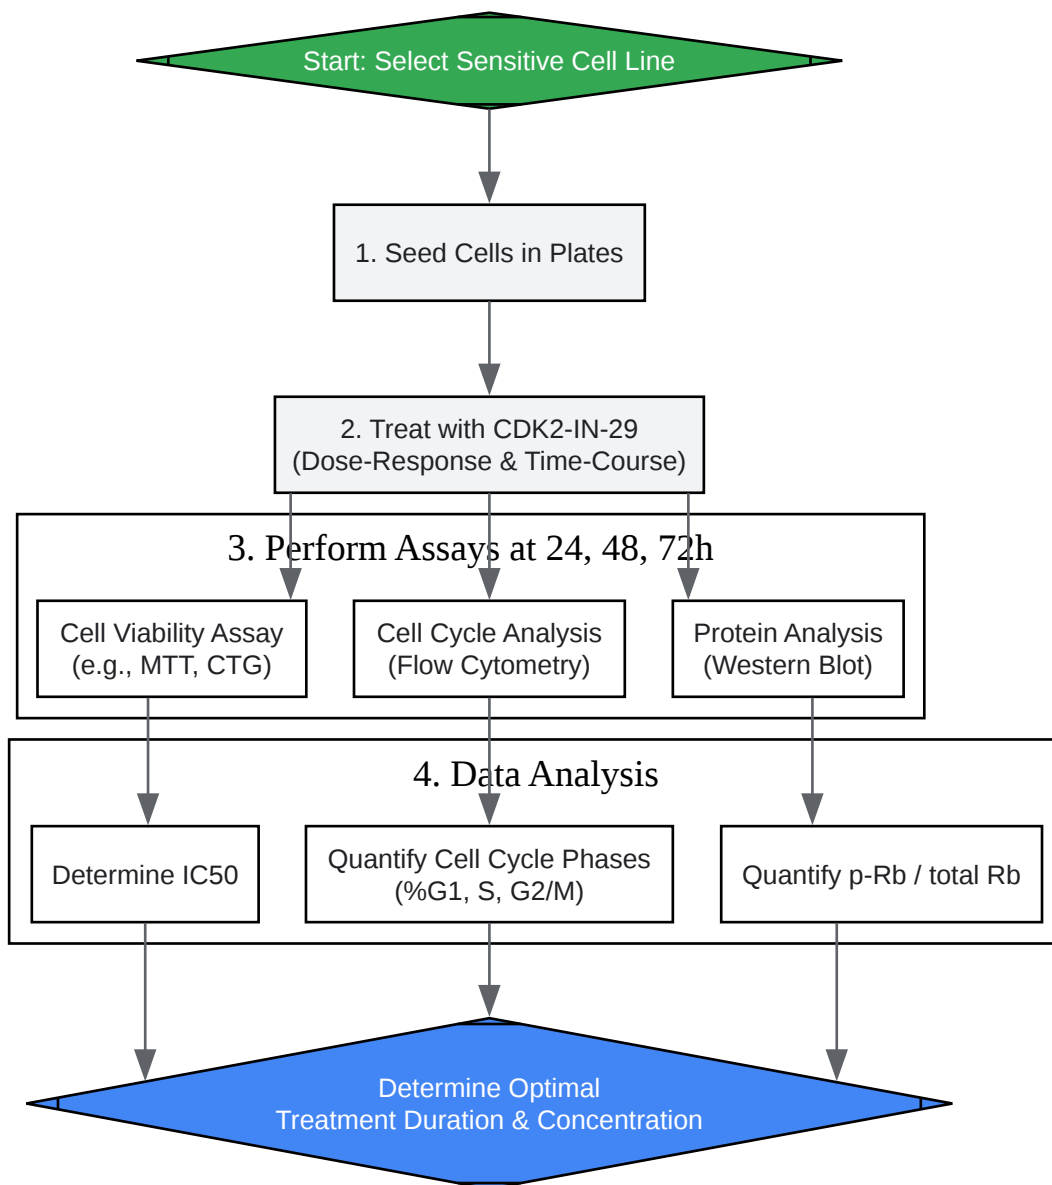 Start: Select Sensitive Cell Line
1. Seed Cells in Plates
2. Treat with CDK2-IN-29
(Dose-Response & Time-Course)
3. Perform Assays at 24, 48, 72h
Cell Viability Assay
(e.g., MTT, CTG)
Cell Cycle Analysis
(Flow Cytometry)
Protein Analysis
(Western Blot)
4. Data Analysis
Determine IC50
Quantify Cell Cycle Phases
(%G1, S, G2/M)
Quantify p-Rb / total Rb
Determine Optimal
Treatment Duration & Concentration